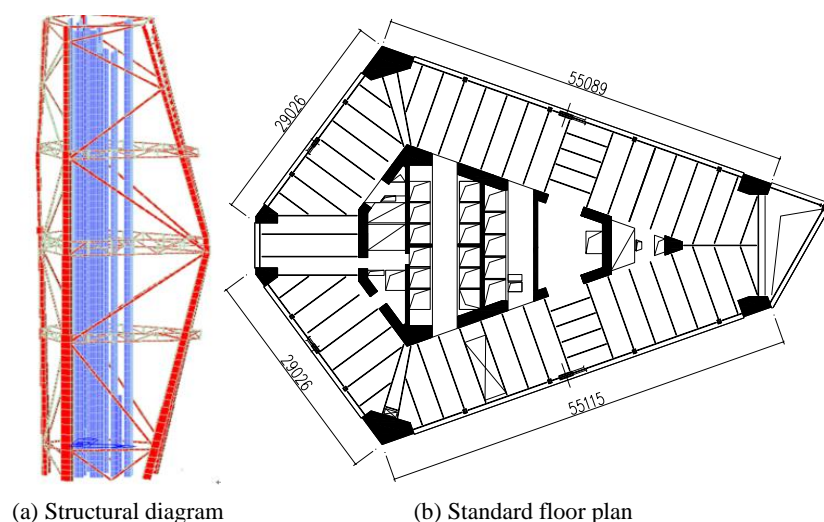 55089
29026
29026
55115
(a) Structural diagram
(b) Standard floor plan